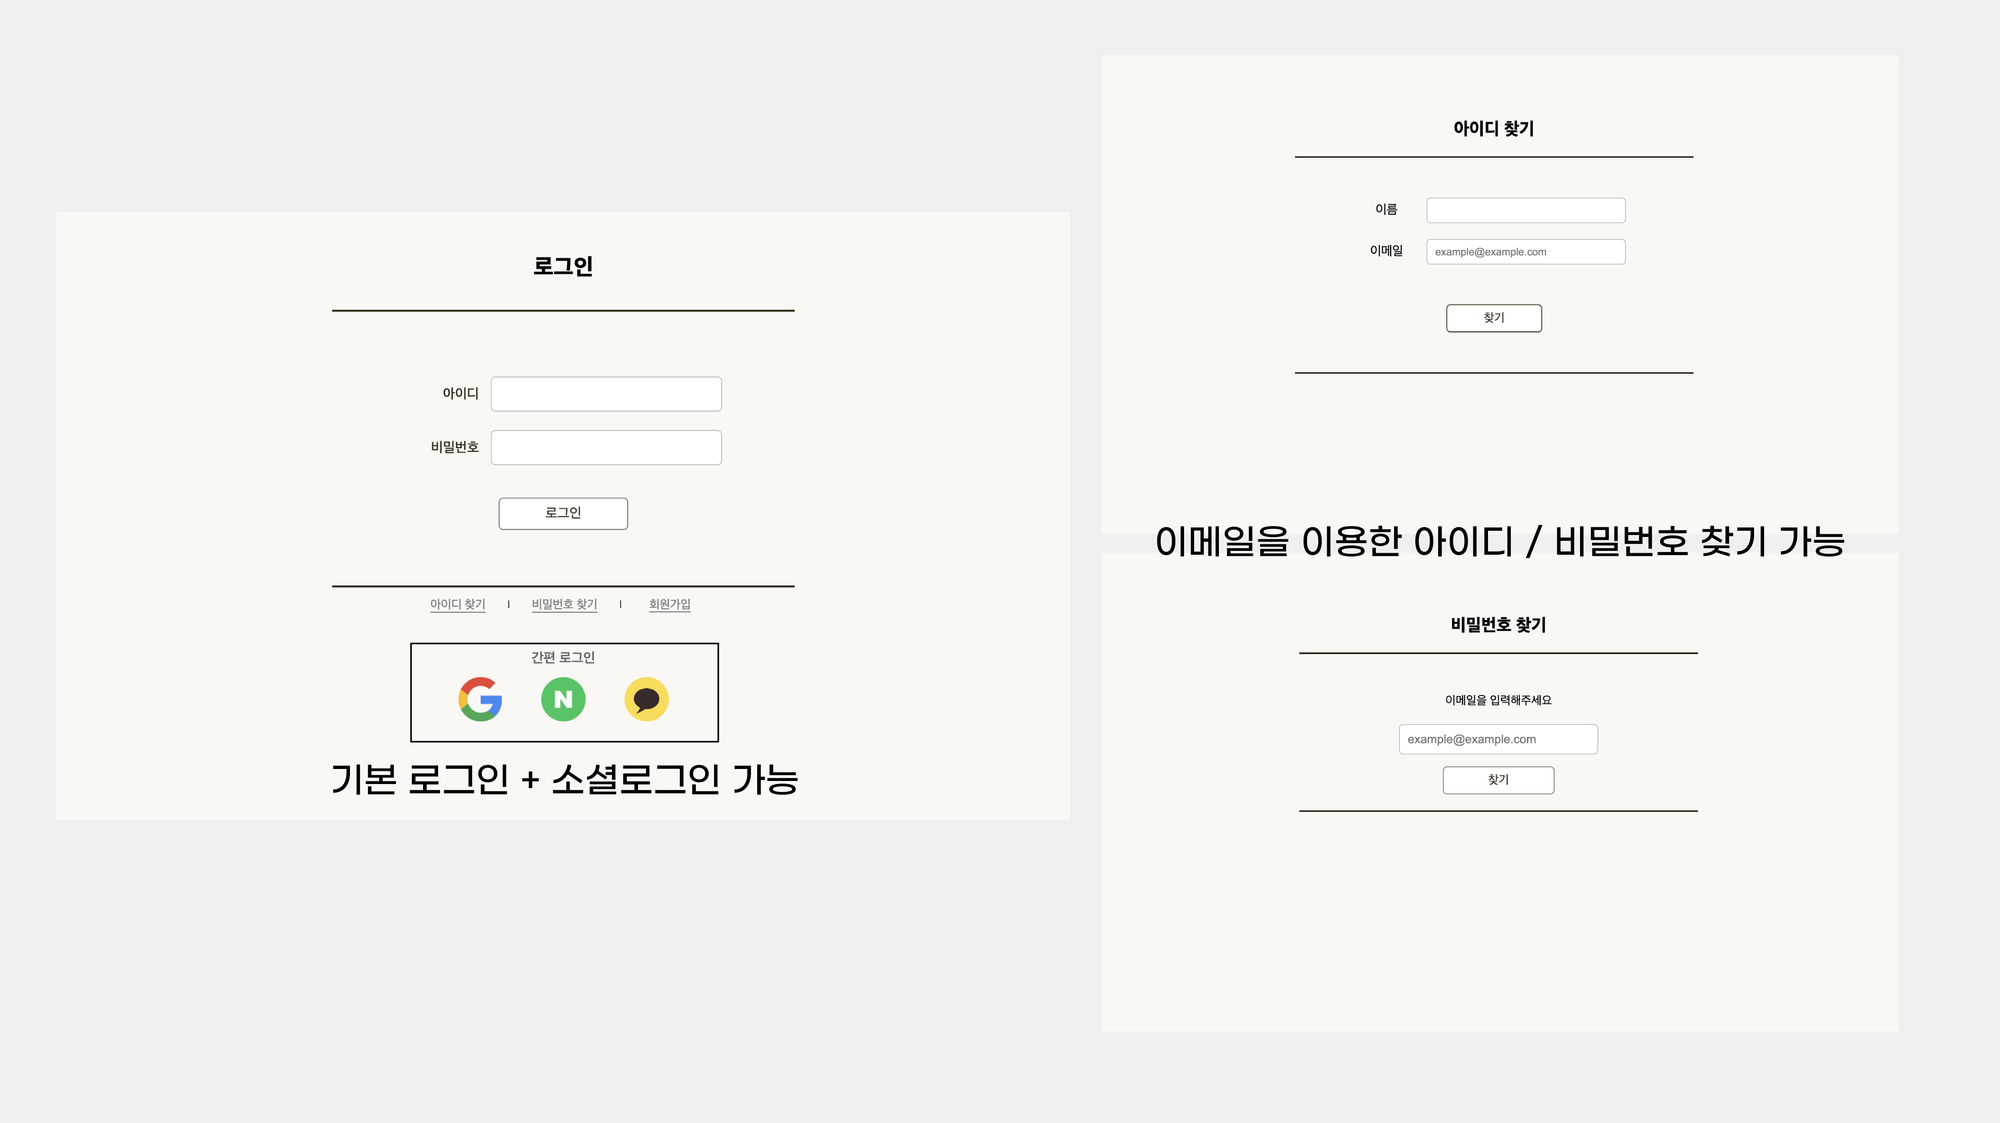 로그인
아이디
비밀번호
로그인
아이디 찾기 | 비밀번호 찾기 | 회원가입
간편 로그인
G N
기본 로그인 + 소셜로그인 가능
아이디 찾기
이름
이메일 example@example.com
찾기
이메일을 이용한 아이디 / 비밀번호 찾기 가능
비밀번호 찾기
이메일을 입력해주세요
example@example.com
찾기